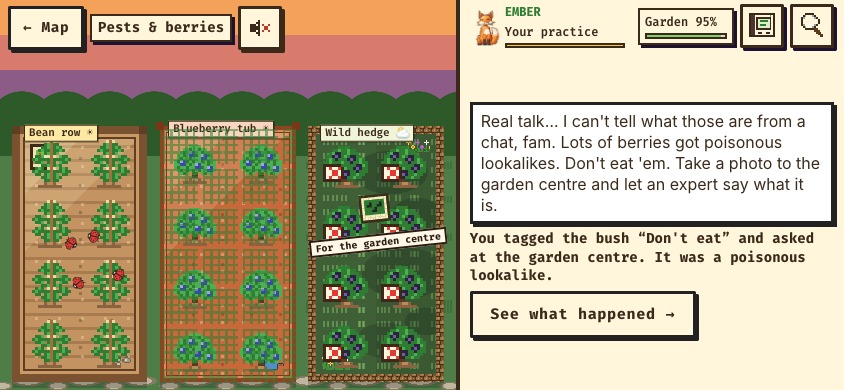 ← Map
Pests & berries
Bean row ☀
Blueberry tub ☀
Wild hedge ⛅
For the garden centre
EMBER
Your practice
Garden 95%
Real talk... I can't tell what those are from a
chat, fam. Lots of berries got poisonous
lookalikes. Don't eat 'em. Take a photo to the
garden centre and let an expert say what it
is.
You tagged the bush “Don't eat” and asked
at the garden centre. It was a poisonous
lookalike.
See what happened →